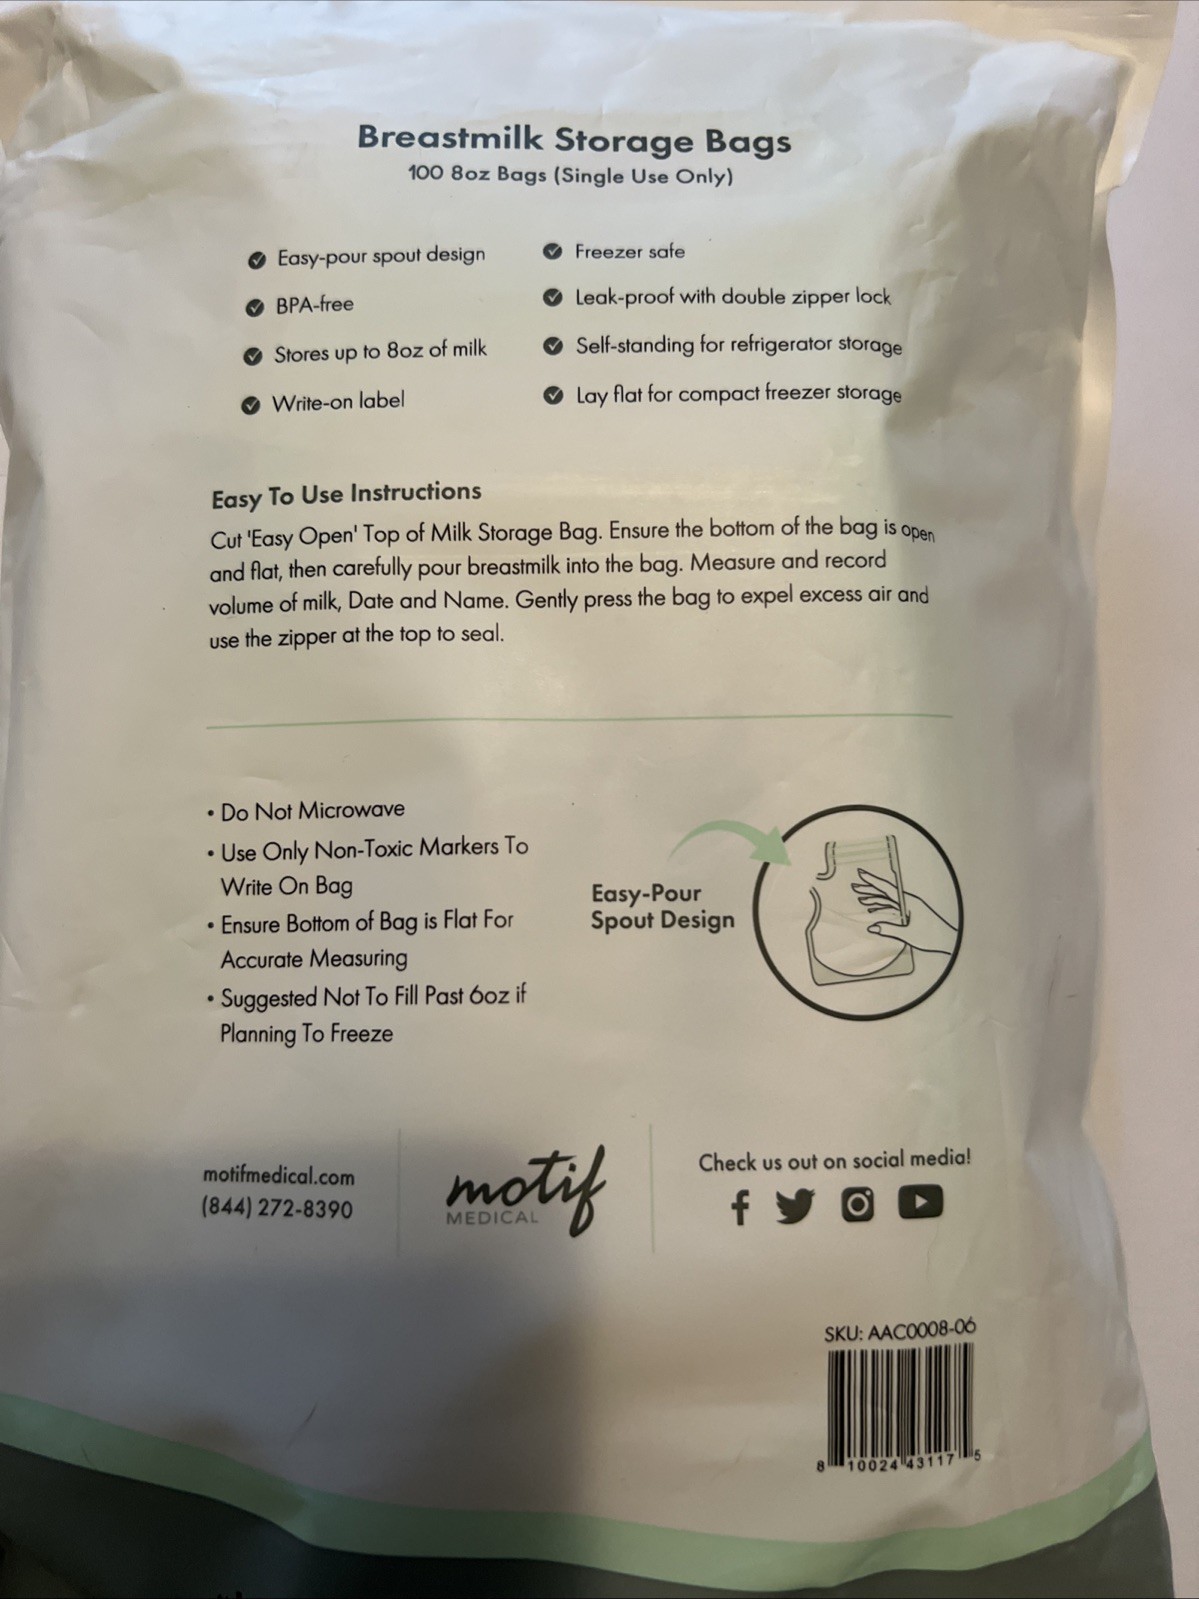 Breastmilk Storage Bags
100 8oz Bags (Single Use Only)
Easy-pour spout design
BPA-free
Stores up to 8oz of milk
Write-on label
Freezer safe
Leak-proof with double zipper lock
Self-standing for refrigerator storage
Lay flat for compact freezer storage
Easy To Use Instructions
Cut 'Easy Open' Top of Milk Storage Bag. Ensure the bottom of the bag is open
and flat, then carefully pour breastmilk into the bag. Measure and record
volume of milk, Date and Name. Gently press the bag to expel excess air and
use the zipper at the top to seal.
• Do Not Microwave
• Use Only Non-Toxic Markers To
Write On Bag
• Ensure Bottom of Bag is Flat For
Accurate Measuring
• Suggested Not To Fill Past 6oz if
Planning To Freeze
Easy-Pour
Spout Design
motifmedical.com
(844) 272-8390
motif
MEDICAL
Check us out on social media!
SKU: AAC0008-06
8 10024 43117 5